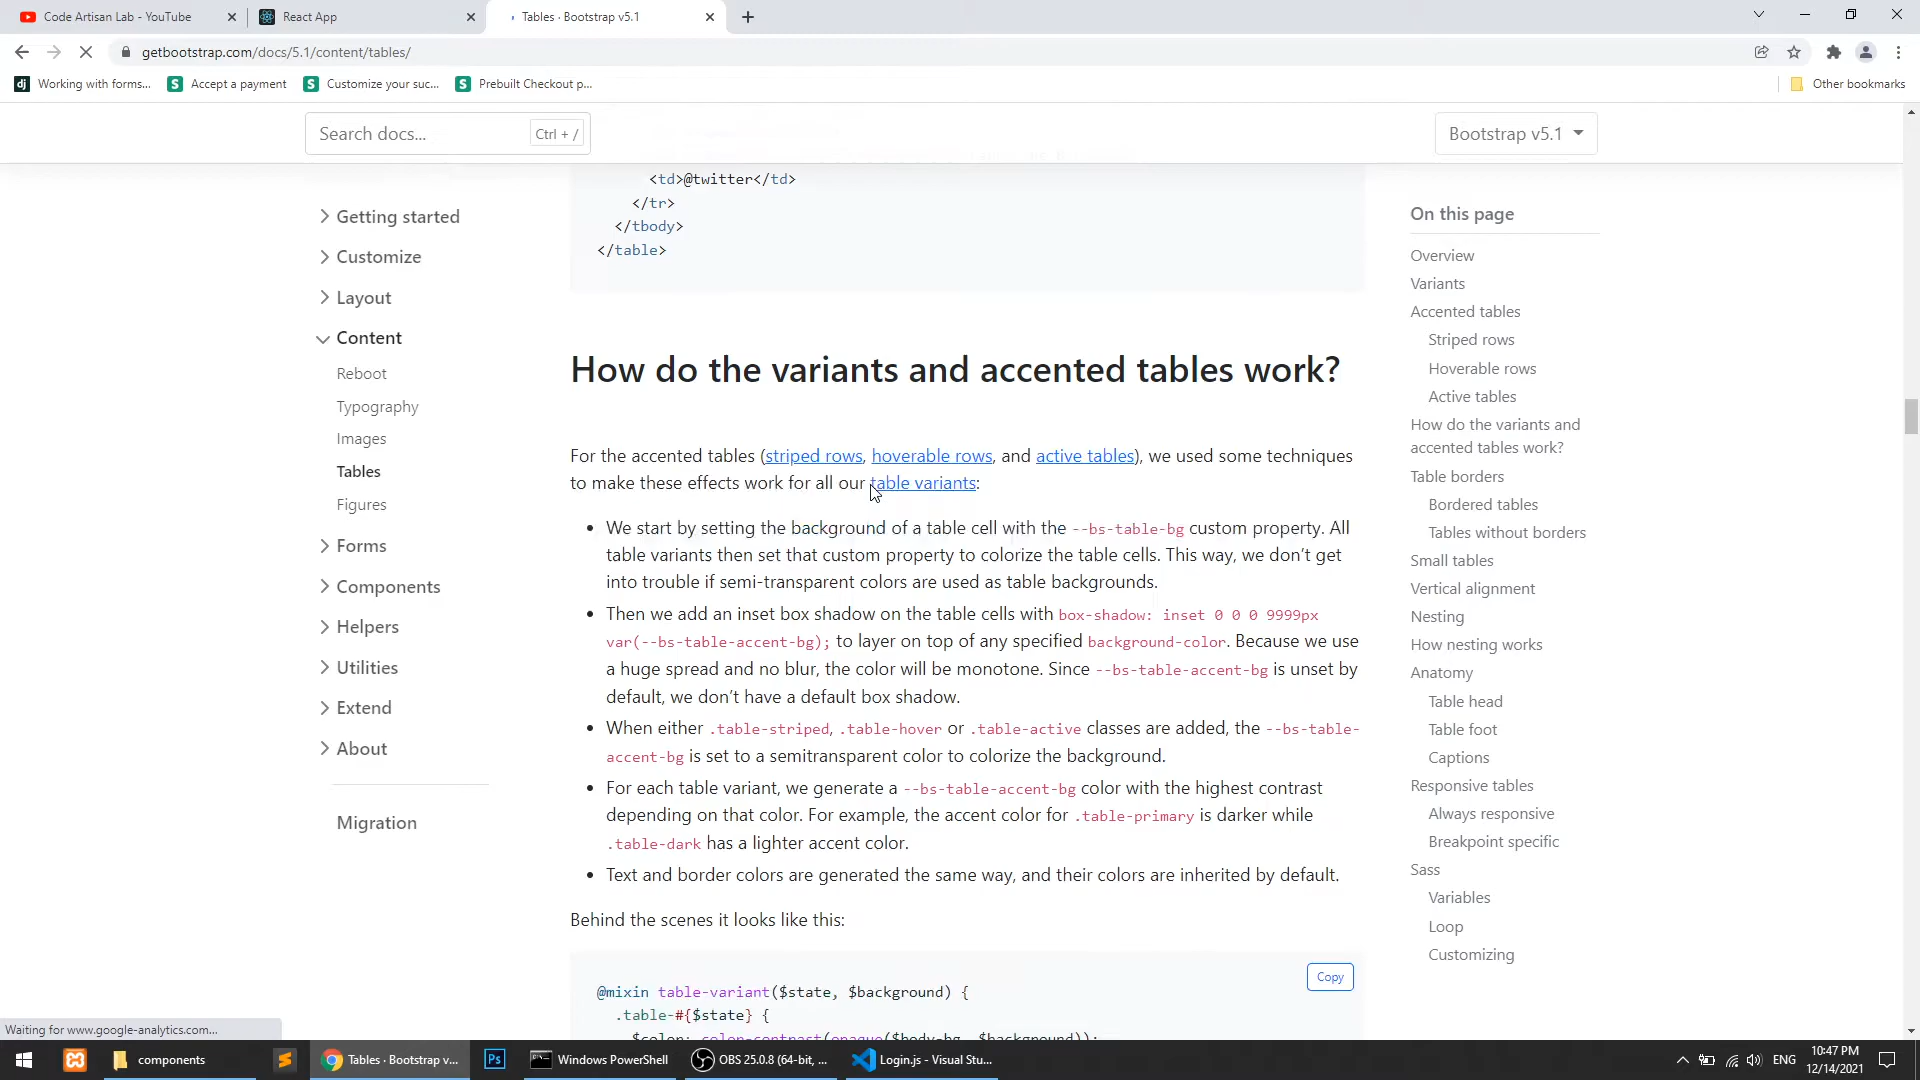 Code Artisan Lab - YouTube
React App
Tables · Bootstrap v5.1
getbootstrap.com/docs/5.1/content/tables/
Working with forms...
Accept a payment
Customize your suc...
Prebuilt Checkout p...
Other bookmarks
Search docs...
Ctrl + /
Bootstrap v5.1
Getting started
Customize
Layout
Content
Reboot
Typography
Images
Tables
Figures
Forms
Components
Helpers
Utilities
Extend
About
Migration
<td>@twitter</td>
</tr>
</tbody>
</table>
How do the variants and accented tables work?
For the accented tables (striped rows, hoverable rows, and active tables), we used some techniques
to make these effects work for all our table variants:
We start by setting the background of a table cell with the --bs-table-bg custom property. All
table variants then set that custom property to colorize the table cells. This way, we don’t get
into trouble if semi-transparent colors are used as table backgrounds.
Then we add an inset box shadow on the table cells with box-shadow: inset 0 0 0 9999px
var(--bs-table-accent-bg); to layer on top of any specified background-color. Because we use
a huge spread and no blur, the color will be monotone. Since --bs-table-accent-bg is unset by
default, we don’t have a default box shadow.
When either .table-striped, .table-hover or .table-active classes are added, the --bs-table-
accent-bg is set to a semitransparent color to colorize the background.
For each table variant, we generate a --bs-table-accent-bg color with the highest contrast
depending on that color. For example, the accent color for .table-primary is darker while
.table-dark has a lighter accent color.
Text and border colors are generated the same way, and their colors are inherited by default.
Behind the scenes it looks like this:
Copy
@mixin table-variant($state, $background) {
.table-#{$state} {
$color: color-contrast(opaque($body-bg, $background));
On this page
Overview
Variants
Accented tables
Striped rows
Hoverable rows
Active tables
How do the variants and
accented tables work?
Table borders
Bordered tables
Tables without borders
Small tables
Vertical alignment
Nesting
How nesting works
Anatomy
Table head
Table foot
Captions
Responsive tables
Always responsive
Breakpoint specific
Sass
Variables
Loop
Customizing
Waiting for www.google-analytics.com...
components
Tables · Bootstrap v...
Ps
Windows PowerShell
OBS 25.0.8 (64-bit, ...
Login.js - Visual Stu...
ENG
10:47 PM
12/14/2021